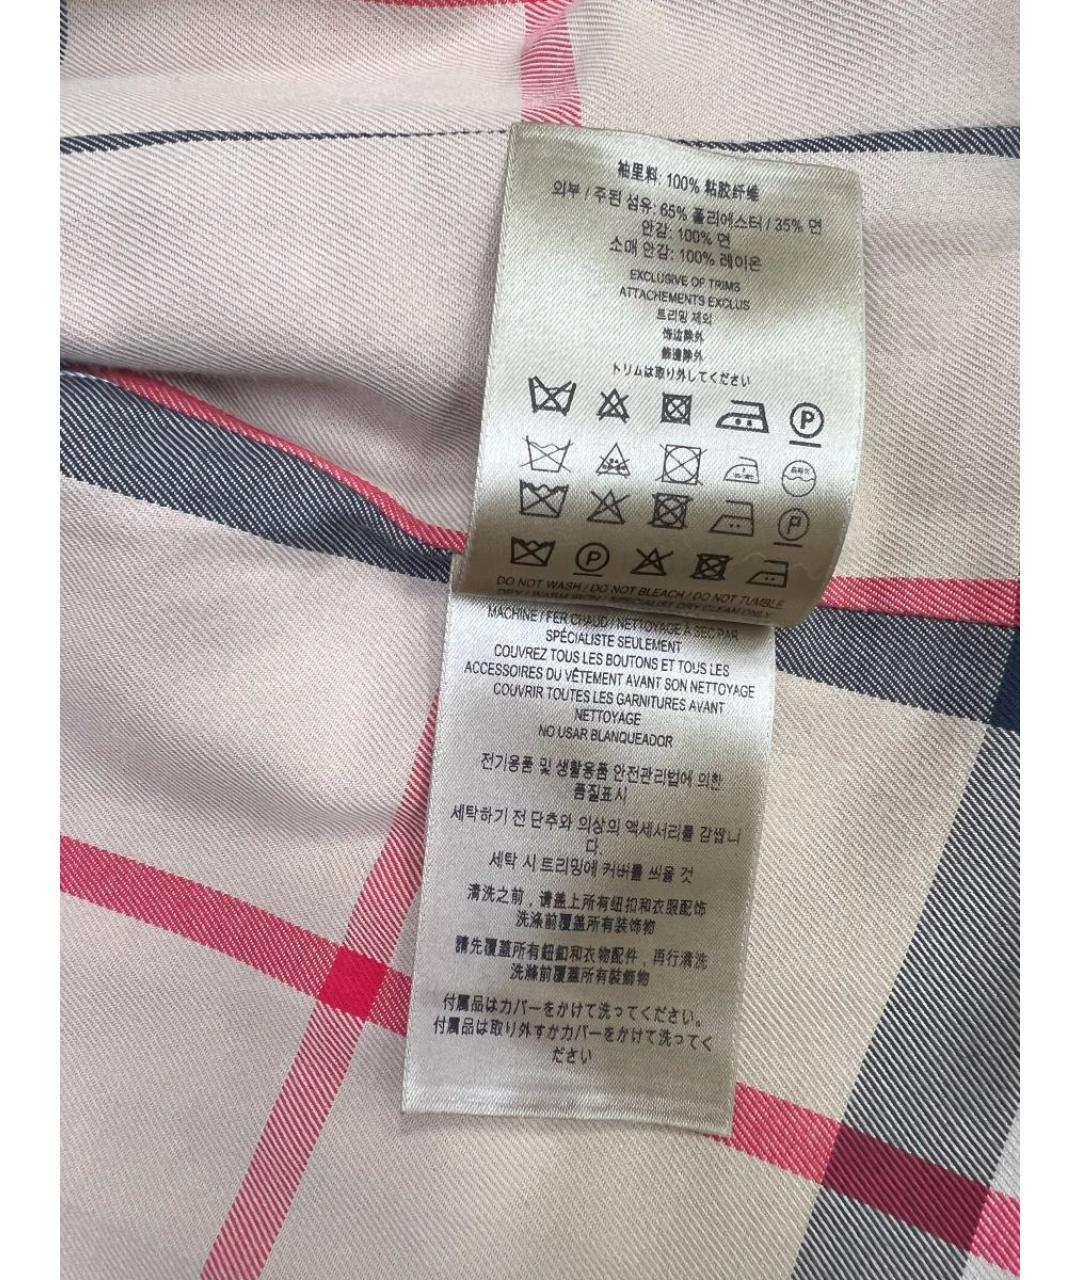 袖里料: 100% 粘胶纤维
외부 / 주된 섬유: 65% 폴리에스터 / 35% 면
안감: 100% 면
소매 안감: 100% 레이온
EXCLUSIVE OF TRIMS
ATTACHEMENTS EXCLUS
트리밍 제외
饰边除外
飾邊除外
トリムは取り外してください
P
P
P
DO NOT WASH / DO NOT BLEACH / DO NOT TUMBLE
DRY / WARM IRON / SPECIALIST DRY CLEAN ONLY
MACHINE / FER CHAUD / NETTOYAGE À SEC PAR
SPÉCIALISTE SEULEMENT
COUVREZ TOUS LES BOUTONS ET TOUS LES
ACCESSOIRES DU VÊTEMENT AVANT SON NETTOYAGE
COUVRIR TOUTES LES GARNITURES AVANT
NETTOYAGE
NO USAR BLANQUEADOR
전기용품 및 생활용품 안전관리법에 의한
품질표시
세탁하기 전 단추와 의상의 액세서리를 감쌉니
다.
세탁 시 트리밍에 커버를 씌울 것
清洗之前，请盖上所有纽扣和衣服配饰
洗涤前覆盖所有装饰物
請先覆蓋所有鈕釦和衣物配件，再行清洗
洗滌前覆蓋所有裝飾物
付属品はカバーをかけて洗ってください。
付属品は取り外すかカバーをかけて洗ってく
ださい